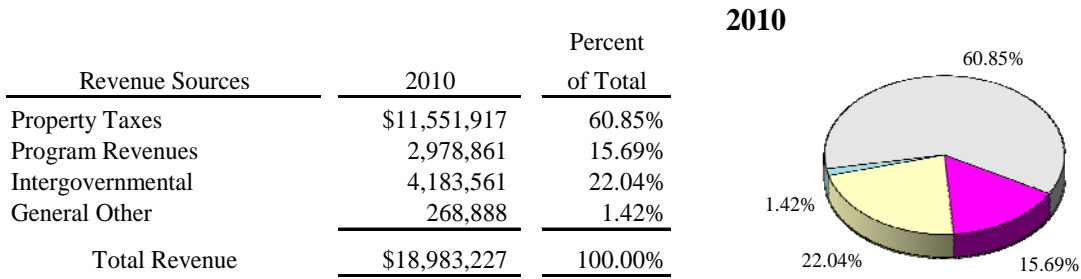 2010
Percent
Revenue Sources 2010 of Total
Property Taxes $11,551,917 60.85%
Program Revenues 2,978,861 15.69%
Intergovernmental 4,183,561 22.04%
General Other 268,888 1.42%
Total Revenue $18,983,227 100.00%
60.85%
1.42%
22.04%
15.69%